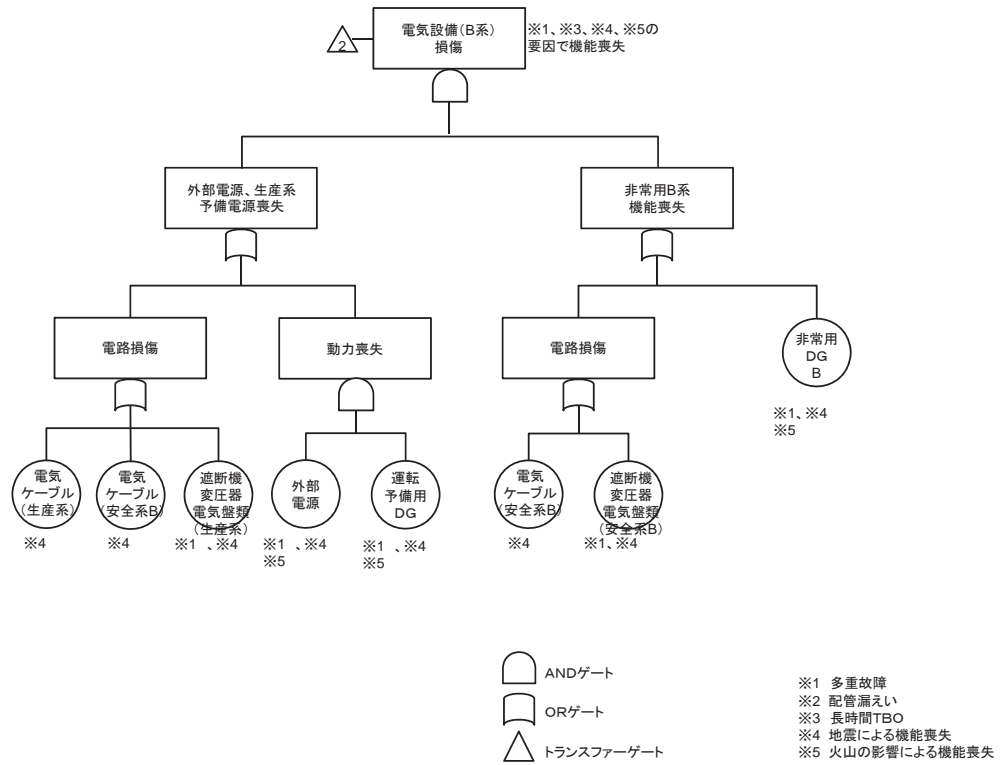 電気設備(B系)
損傷
※1、※3、※4、※5の
要因で機能喪失
2
外部電源、生産系
予備電源喪失
非常用B系
機能喪失
電路損傷
動力喪失
電路損傷
非常用
DG
B
※1、※4
※5
電気
ケーブル
(生産系)
電気
ケーブル
(安全系B)
遮断機
変圧器
電気盤類
(生産系)
外部
電源
運転
予備用
DG
電気
ケーブル
(安全系B)
遮断機
変圧器
電気盤類
(安全系B)
※4
※4
※1 、※4
※1 、※4
※5
※1 、※4
※5
※4
※1、※4
ANDゲート
ORゲート
トランスファーゲート
※1 多重故障
※2 配管漏えい
※3 長時間TBO
※4 地震による機能喪失
※5 火山の影響による機能喪失